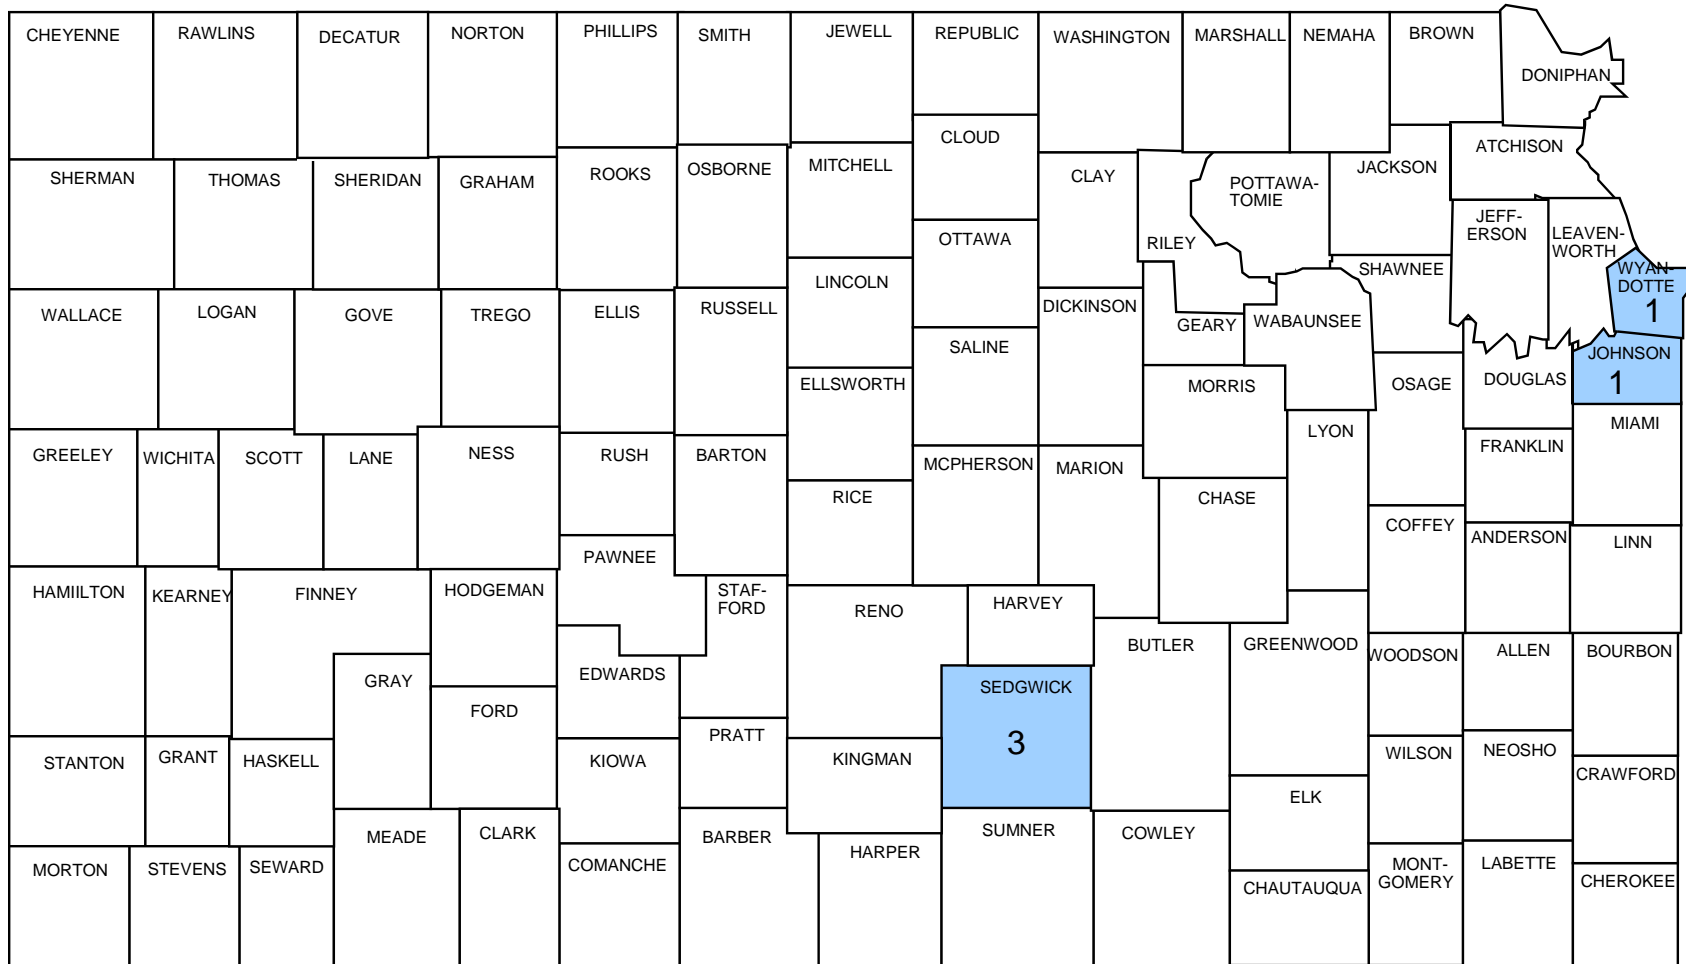 CHEYENNE
RAWLINS
DECATUR
NORTON
PHILLIPS
SMITH
JEWELL
REPUBLIC
WASHINGTON
MARSHALL
NEMAHA
BROWN
DONIPHAN
CLOUD
ATCHISON
SHERMAN
THOMAS
SHERIDAN
GRAHAM
ROOKS
OSBORNE
MITCHELL
CLAY
POTTAWA-
TOMIE
JACKSON
RILEY
OTTAWA
JEFF-
ERSON
LEAVEN-
WORTH
SHAWNEE
WYAN-
DOTTE
1
WALLACE
LOGAN
GOVE
TREGO
ELLIS
RUSSELL
LINCOLN
DICKINSON
GEARY
WABAUNSEE
SALINE
JOHNSON
1
ELLSWORTH
MORRIS
OSAGE
DOUGLAS
MIAMI
GREELEY
WICHITA
SCOTT
LANE
NESS
RUSH
BARTON
MCPHERSON
MARION
LYON
FRANKLIN
RICE
CHASE
COFFEY
ANDERSON
LINN
PAWNEE
HAMIILTON
KEARNEY
FINNEY
HODGEMAN
STAF-
FORD
RENO
HARVEY
BUTLER
GREENWOOD
WOODSON
ALLEN
BOURBON
GRAY
EDWARDS
SEDGWICK
3
FORD
PRATT
STANTON
GRANT
HASKELL
KIOWA
KINGMAN
WILSON
NEOSHO
CRAWFORD
ELK
MEADE
CLARK
BARBER
SUMNER
COWLEY
MORTON
STEVENS
SEWARD
COMANCHE
HARPER
CHAUTAUQUA
MONT-
GOMERY
LABETTE
CHEROKEE